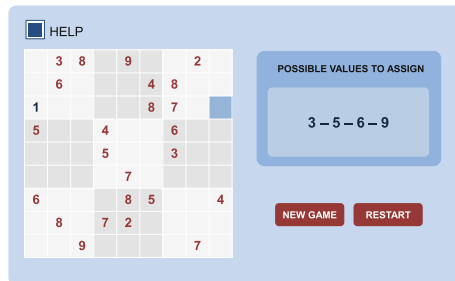 HELP
3 8 9 2
6 4 8
1 8 7
5 4 6
5 3
7
6 8 5 4
8 7 2
9 7
POSSIBLE VALUES TO ASSIGN
3 – 5 – 6 – 9
NEW GAME RESTART